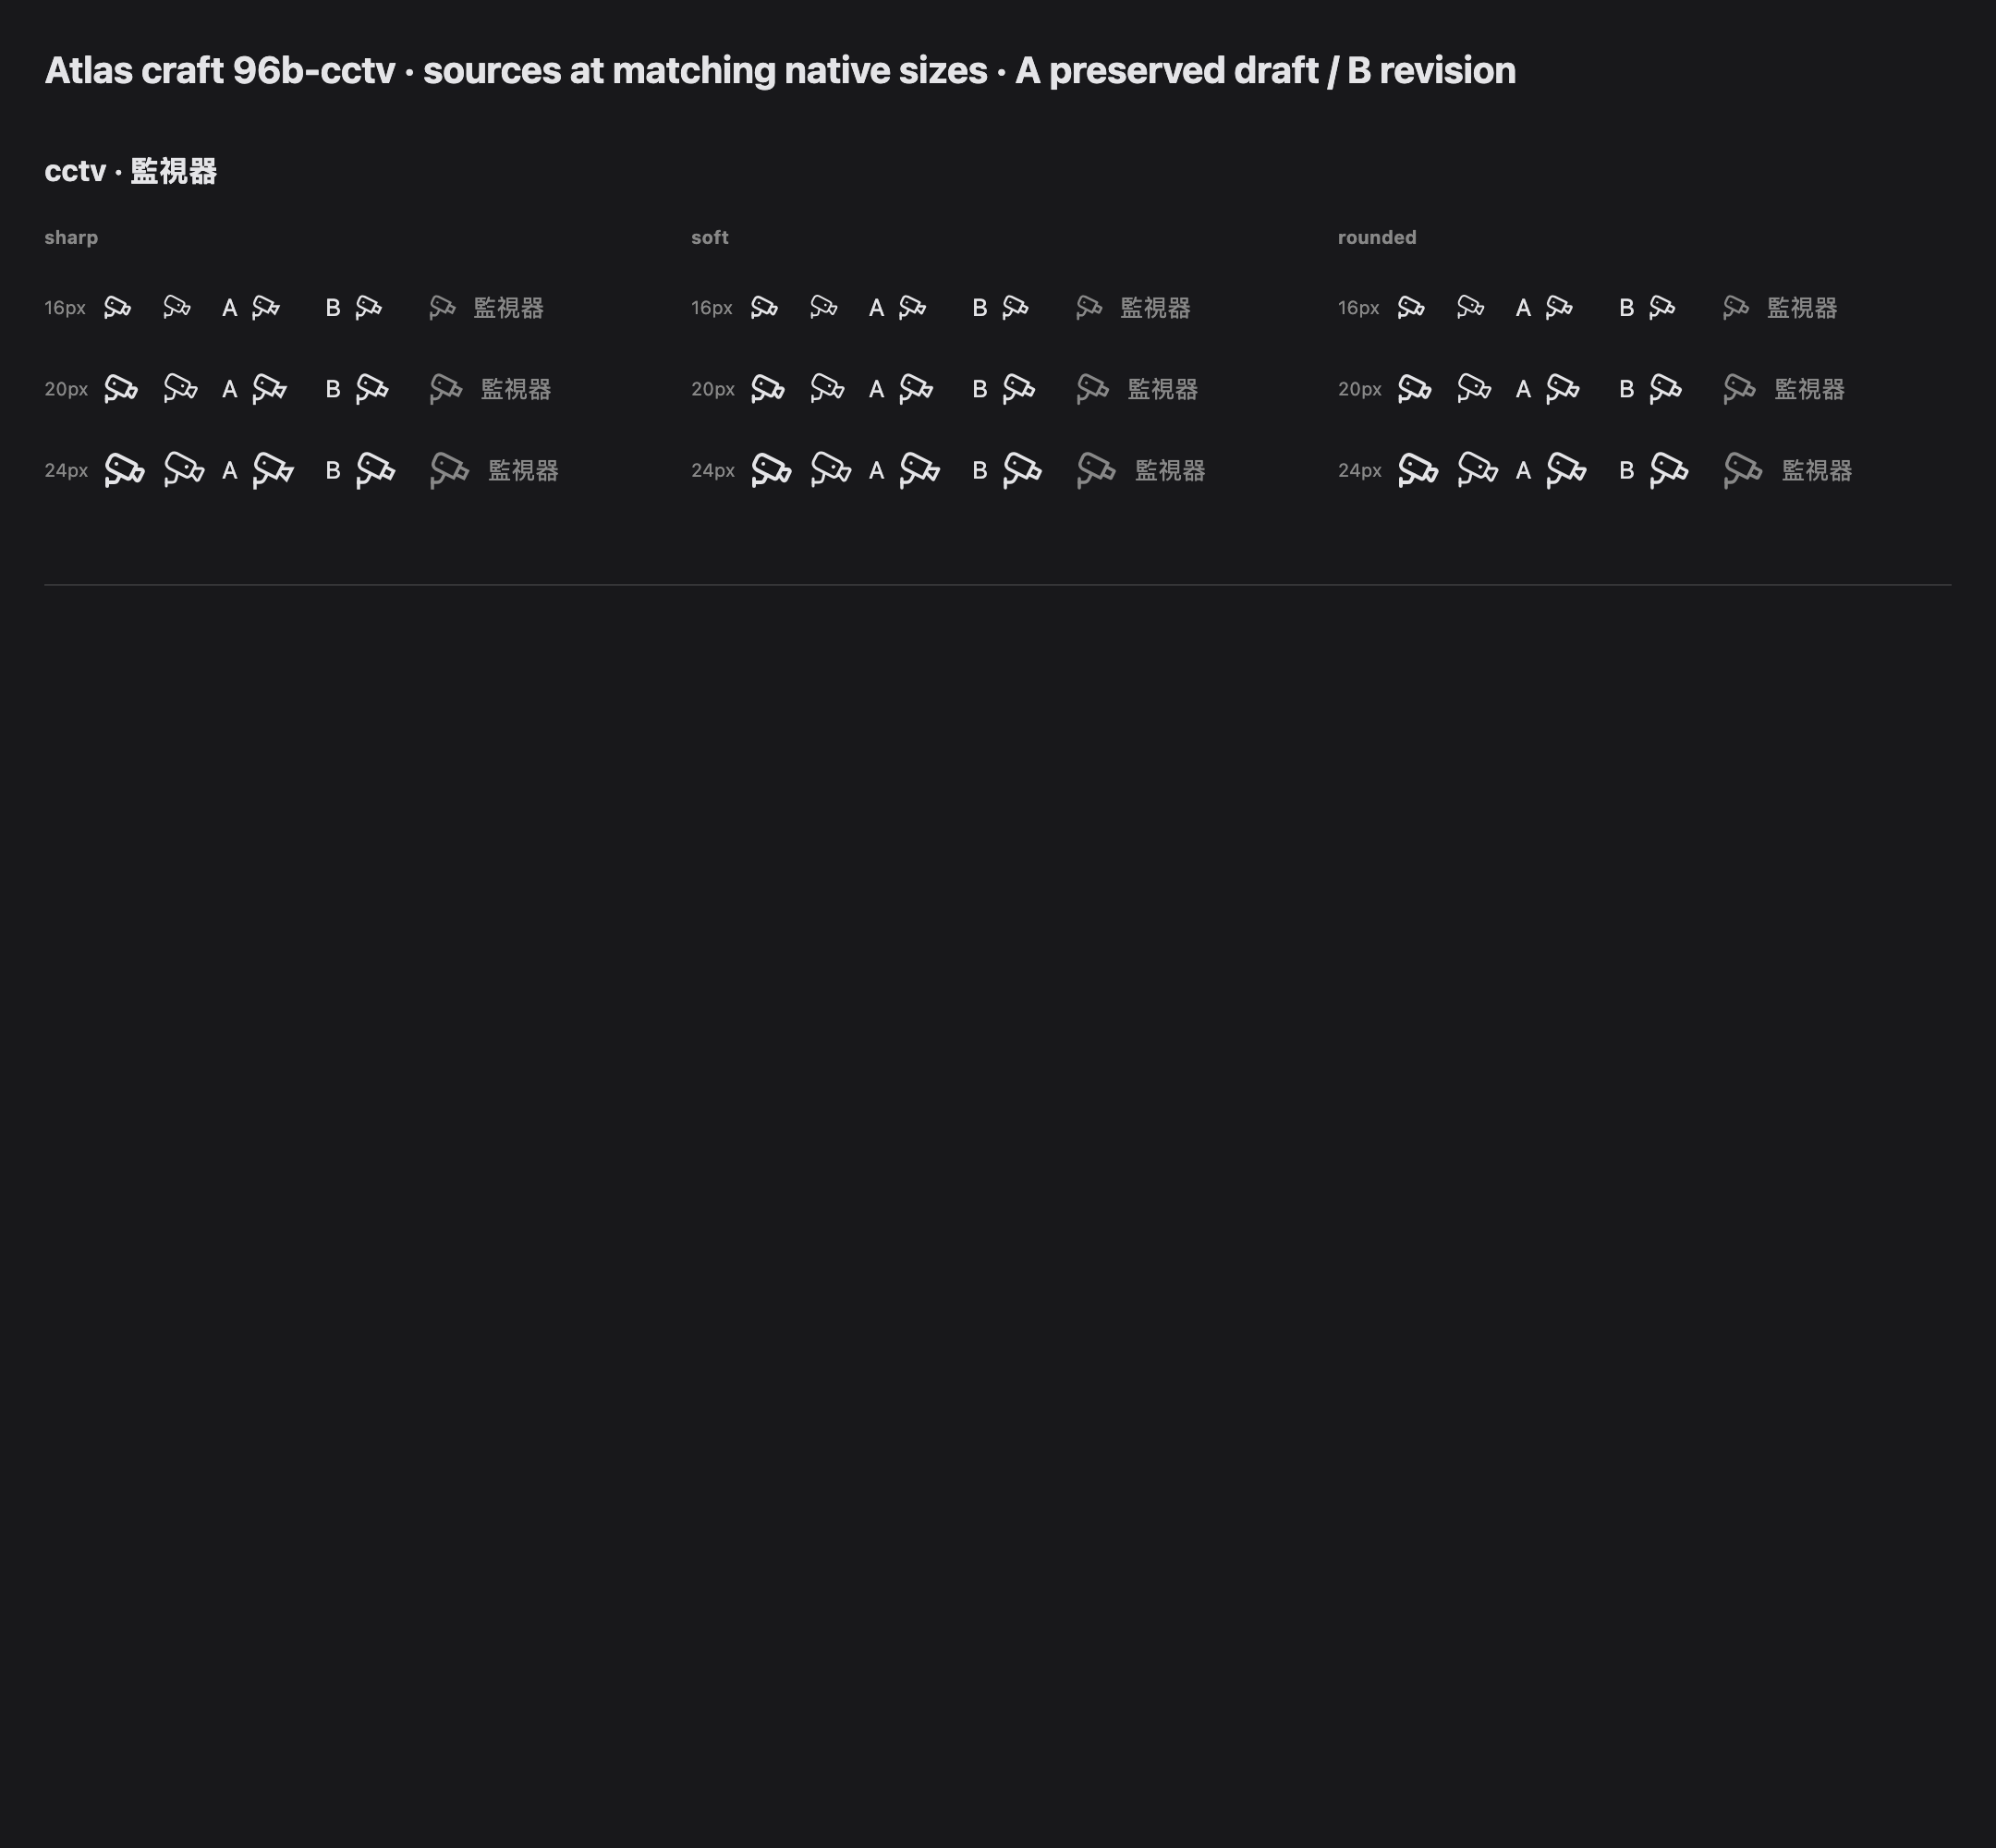 Atlas craft 96b-cctv · sources at matching native sizes · A preserved draft / B revision
cctv · 監視器
sharp soft rounded
16px A B 監視器 16px A B 監視器 16px A B 監視器
20px A B 監視器 20px A B 監視器 20px A B 監視器
24px A B 監視器 24px A B 監視器 24px A B 監視器